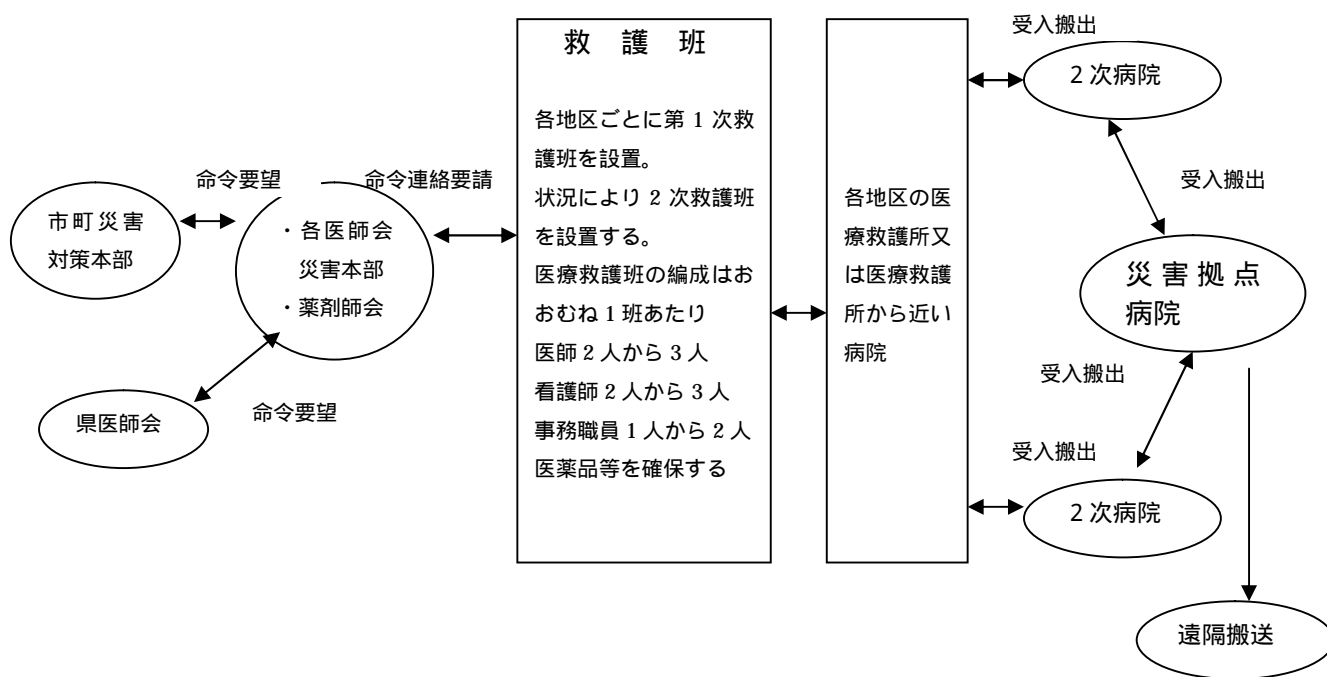 命令要望
市町災害
対策本部
命令連絡要請
・各医師会
災害本部
・薬剤師会
県医師会
命令要望
救護班
各地区ごとに第1次救
護班を設置。
状況により2次救護班
を設置する。
医療救護班の編成はお
おむね1班あたり
医師2人から3人
看護師2人から3人
事務職員1人から2人
医薬品等を確保する
各地区の医
療救護所又
は医療救護
所から近い
病院
受入搬出
2次病院
受入搬出
災害拠点
病院
受入搬出
受入搬出
2次病院
遠隔搬送